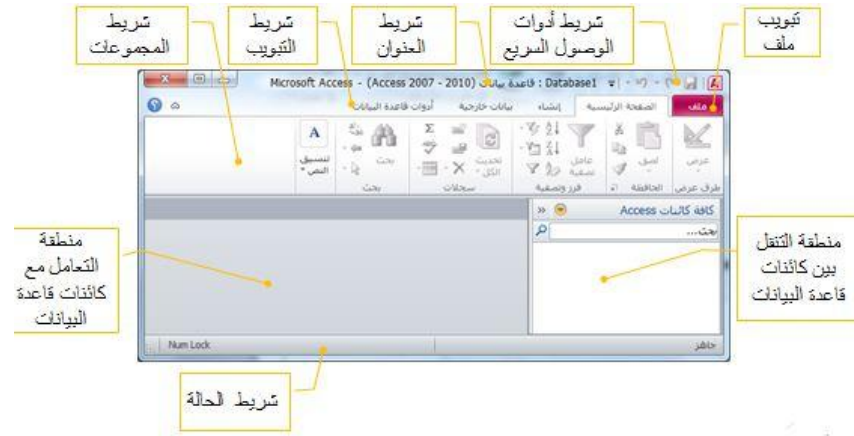 تبويب
ملف
شريط أدوات
الوصول السريع
شريط
العنوان
شريط
التبويب
شريط
المجموعات
Microsoft Access - (Access 2007 - 2010) قاعدة بيانات : Database1
ملف
الصفحة الرئيسية
إنشاء
بيانات خارجية
أدوات قاعدة البيانات
عرض
لصق
عامل
تصفية
تحديث
الكل
بحث
تنسيق
النص
طرق عرض
الحافظة
فرز وتصفية
سجلات
بحث
كافة كائنات Access
بحث...
منطقة التنقل
بين كائنات
قاعدة البيانات
منطقة
التعامل مع
كائنات قاعدة
البيانات
جاهز
Num Lock
شريط الحالة